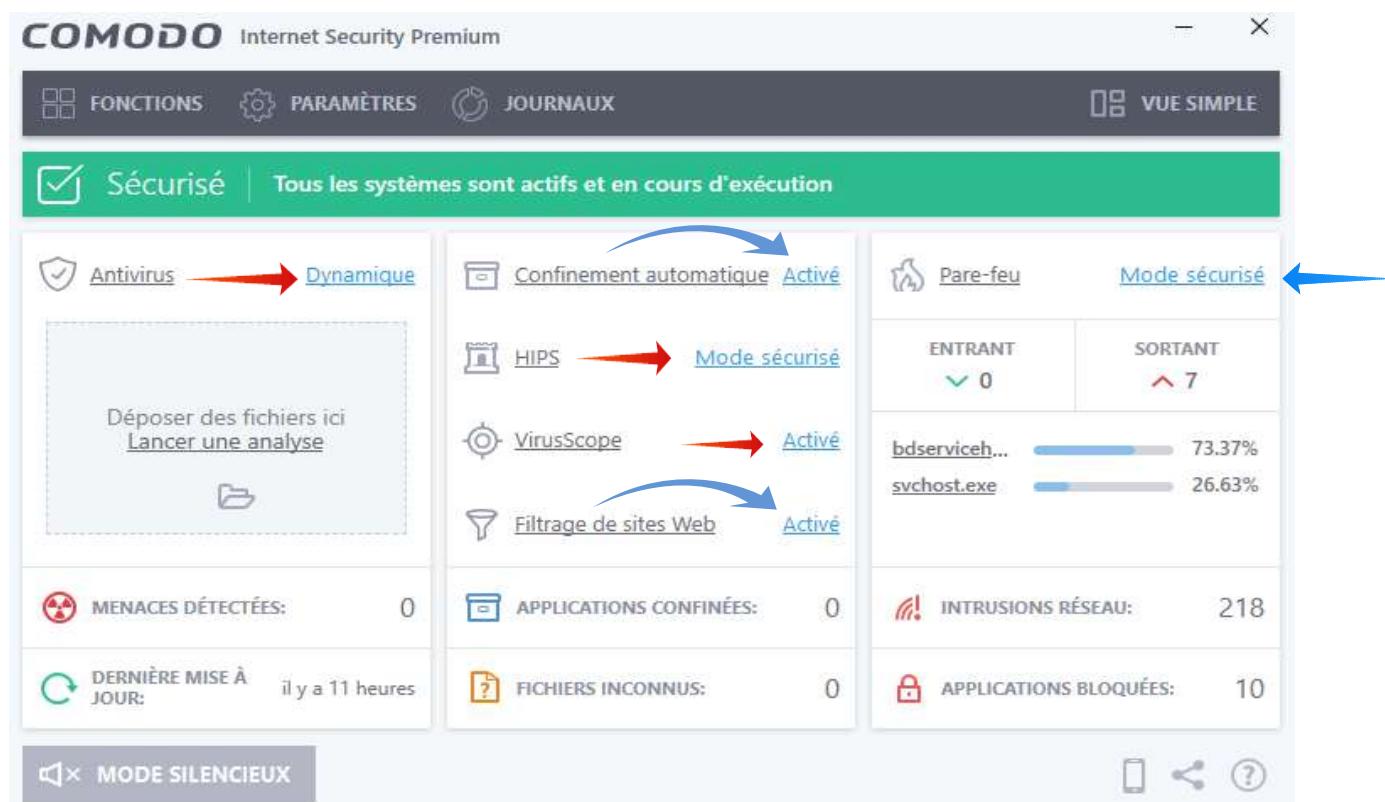 COMODO Internet Security Premium
FONCTIONS PARAMÈTRES JOURNAUX VUE SIMPLE
Sécurisé Tous les systèmes sont actifs et en cours d'exécution
Antivirus Dynamique
Déposer des fichiers ici
Lancer une analyse
MENACES DÉTECTÉES: 0
DERNIÈRE MISE À
JOUR: il y a 11 heures
Confinement automatique Activé
HIPS Mode sécurisé
VirusScope Activé
Filtrage de sites Web Activé
APPLICATIONS CONFINÉES: 0
FICHIERS INCONNUS: 0
Pare-feu Mode sécurisé
ENTRANT SORTANT
0 7
bdserviceh... 73.37%
svchost.exe 26.63%
INTRUSIONS RÉSEAU: 218
APPLICATIONS BLOQUÉES: 10
MODE SILENCIEUX